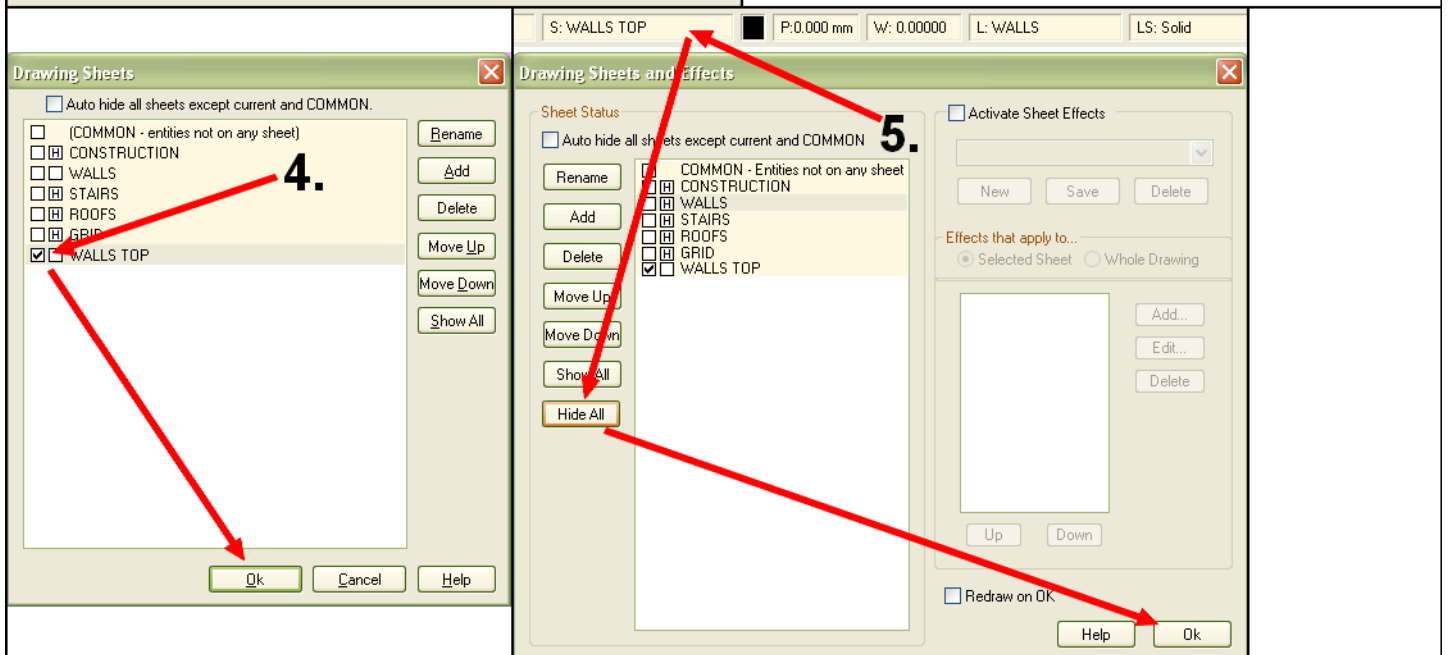 S: WALLS TOP P:0.000 mm W: 0.00000 L: WALLS LS: Solid
Drawing Sheets
Auto hide all sheets except current and COMMON.
(COMMON - entities not on any sheet)
H CONSTRUCTION
WALLS
H STAIRS
H ROOFS
H GRID
WALLS TOP
4.
Rename
Add
Delete
Move Up
Move Down
Show All
Ok Cancel Help
Drawing Sheets and Effects
Sheet Status
Auto hide all sheets except current and COMMON
5.
Rename
Add
Delete
Move Up
Move Down
Show All
Hide All
COMMON - Entities not on any sheet
H CONSTRUCTION
H WALLS
H STAIRS
H ROOFS
H GRID
WALLS TOP
Activate Sheet Effects
New Save Delete
Effects that apply to...
Selected Sheet Whole Drawing
Add...
Edit...
Delete
Up Down
Redraw on OK
Help Ok